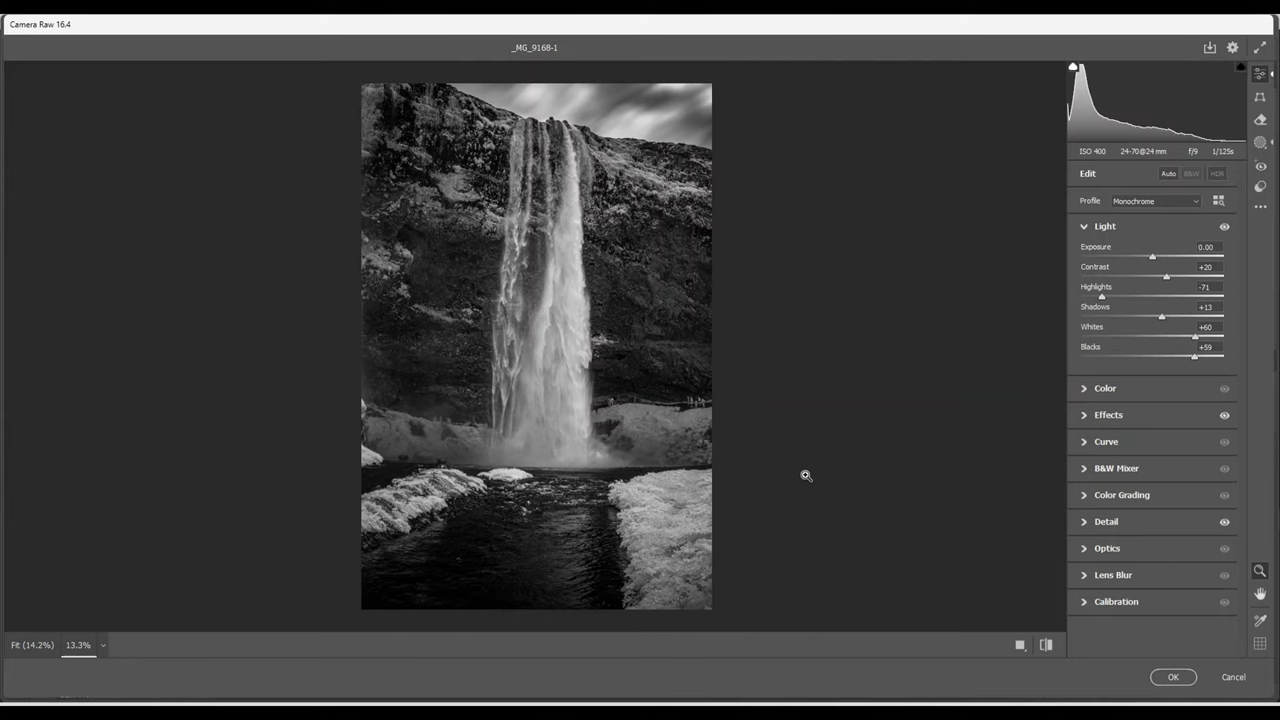 Camera Raw 16.4
_MG_9168-1
ISO 400 24-70@24 mm f/9 1/125s
Edit Auto B&W HDR
Profile Monochrome
Light
Exposure 0.00
Contrast +20
Highlights -71
Shadows +13
Whites +60
Blacks +59
Color
Effects
Curve
B&W Mixer
Color Grading
Detail
Optics
Lens Blur
Calibration
Fit (14.2%) 13.3%
OK Cancel